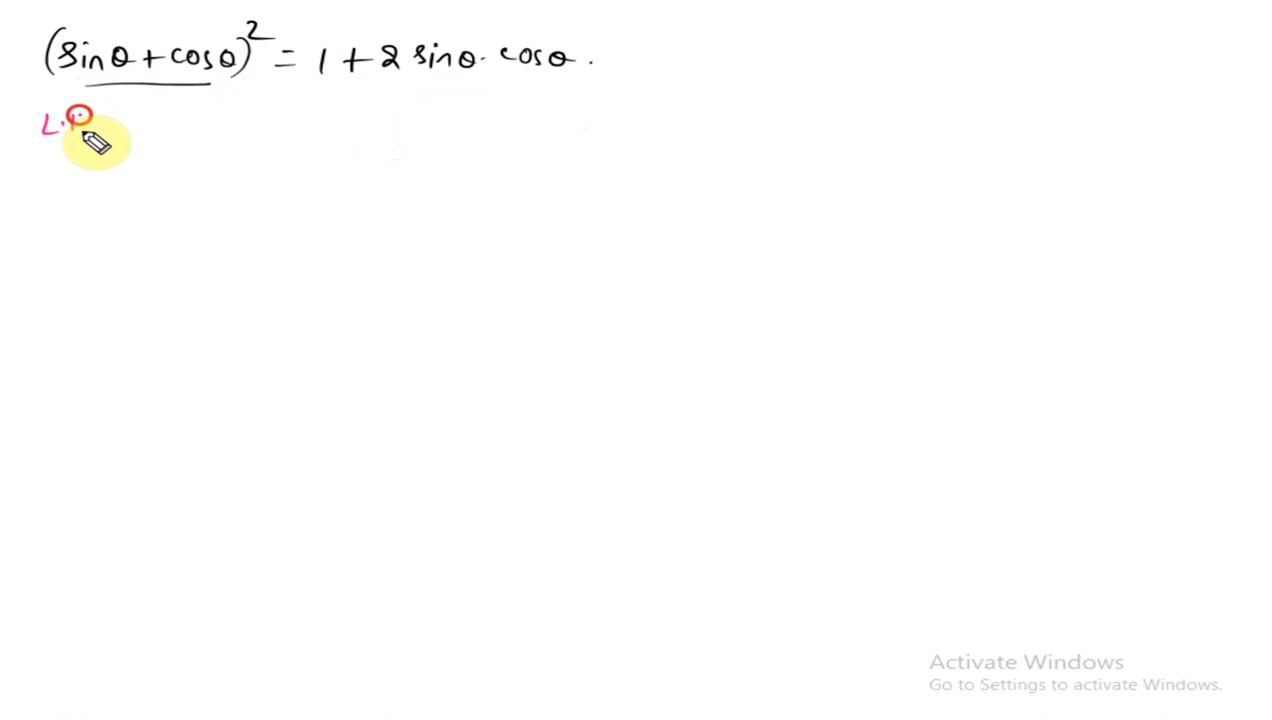 (sinθ + cosθ)² = 1 + 2 sinθ. cosθ.
L.
Activate Windows
Go to Settings to activate Windows.